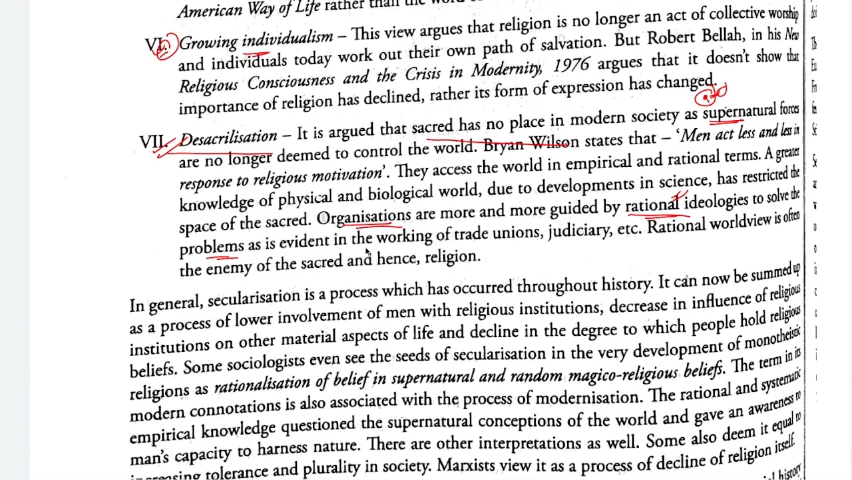 American Way of Life rather than the
VI. Growing individualism – This view argues that religion is no longer an act of collective worship
and individuals today work out their own path of salvation. But Robert Bellah, in his New
Religious Consciousness and the Crisis in Modernity, 1976 argues that it doesn't show that
importance of religion has declined, rather its form of expression has changed.
VII. Desacrilisation – It is argued that sacred has no place in modern society as supernatural forces
are no longer deemed to control the world. Bryan Wilson states that – 'Men act less and less in
response to religious motivation'. They access the world in empirical and rational terms. A greater
knowledge of physical and biological world, due to developments in science, has restricted the
space of the sacred. Organisations are more and more guided by rational ideologies to solve the
problems as is evident in the working of trade unions, judiciary, etc. Rational worldview is often
the enemy of the sacred and hence, religion.
In general, secularisation is a process which has occurred throughout history. It can now be summed up
as a process of lower involvement of men with religious institutions, decrease in influence of religious
institutions on other material aspects of life and decline in the degree to which people hold religious
beliefs. Some sociologists even see the seeds of secularisation in the very development of monotheistic
religions as rationalisation of belief in supernatural and random magico-religious beliefs. The term in its
modern connotations is also associated with the process of modernisation. The rational and systematic
empirical knowledge questioned the supernatural conceptions of the world and gave an awareness to
man's capacity to harness nature. There are other interpretations as well. Some also deem it equal to
increasing tolerance and plurality in society. Marxists view it as a process of decline of religion itself.
history